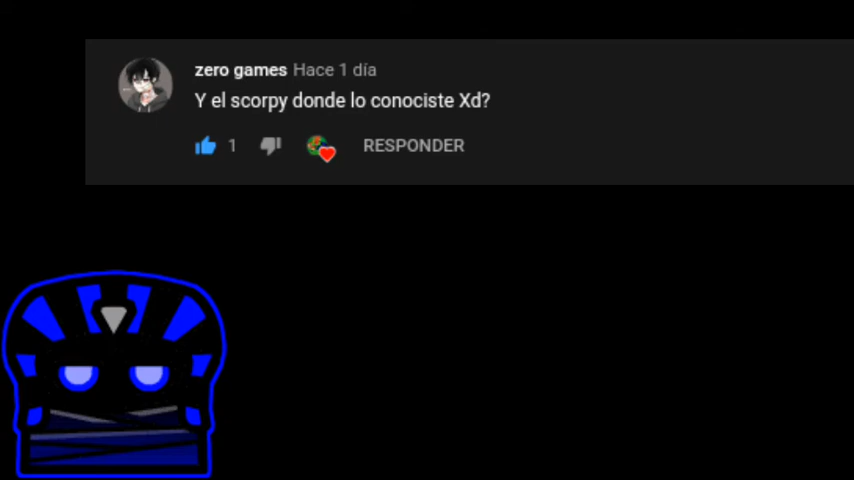 zero games Hace 1 día
Y el scorpy donde lo conociste Xd?
1 RESPONDER